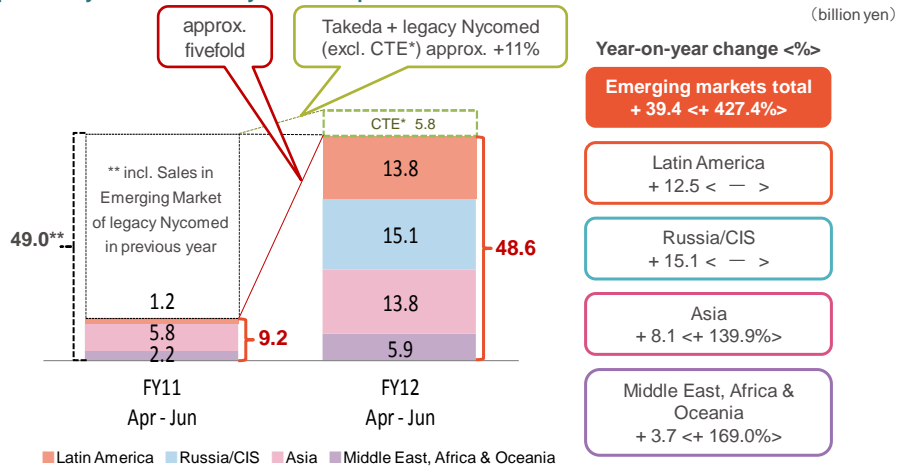 (billion yen)
approx.
fivefold
Takeda + legacy Nycomed
(excl. CTE*) approx. +11%
Year-on-year change <%>
Emerging markets total
+ 39.4 <+ 427.4%>
Latin America
+ 12.5 < － >
Russia/CIS
+ 15.1 < － >
Asia
+ 8.1 <+ 139.9%>
Middle East, Africa &
Oceania
+ 3.7 <+ 169.0%>
CTE* 5.8
** incl. Sales in
Emerging Market
of legacy Nycomed
in previous year
49.0**
1.2
5.8
2.2
9.2
13.8
15.1
13.8
5.9
48.6
FY11
Apr - Jun
FY12
Apr - Jun
Latin America Russia/CIS Asia Middle East, Africa & Oceania